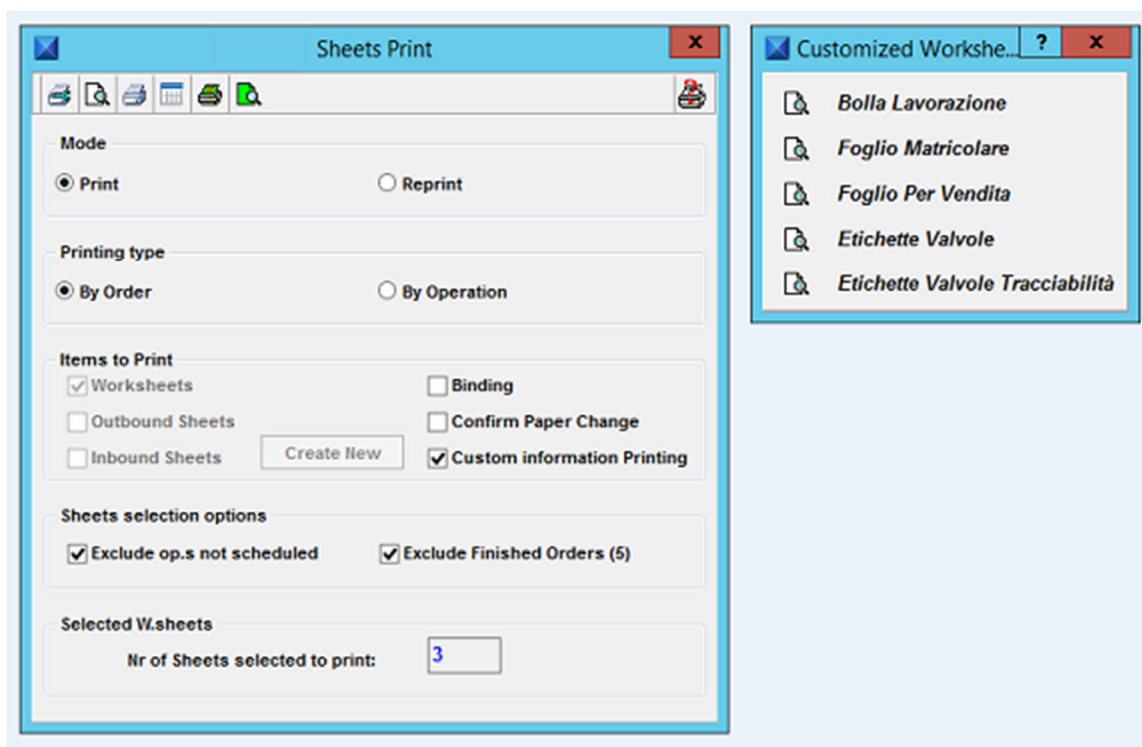 Sheets Print
x
Mode
Print
Reprint
Printing type
By Order
By Operation
Items to Print
Worksheets
Binding
Outbound Sheets
Confirm Paper Change
Inbound Sheets
Create New
Custom information Printing
Sheets selection options
Exclude op.s not scheduled
Exclude Finished Orders (5)
Selected W.sheets
Nr of Sheets selected to print:
3
Customized Workshe...
?
x
Bolla Lavorazione
Foglio Matricolare
Foglio Per Vendita
Etichette Valvole
Etichette Valvole Tracciabilità